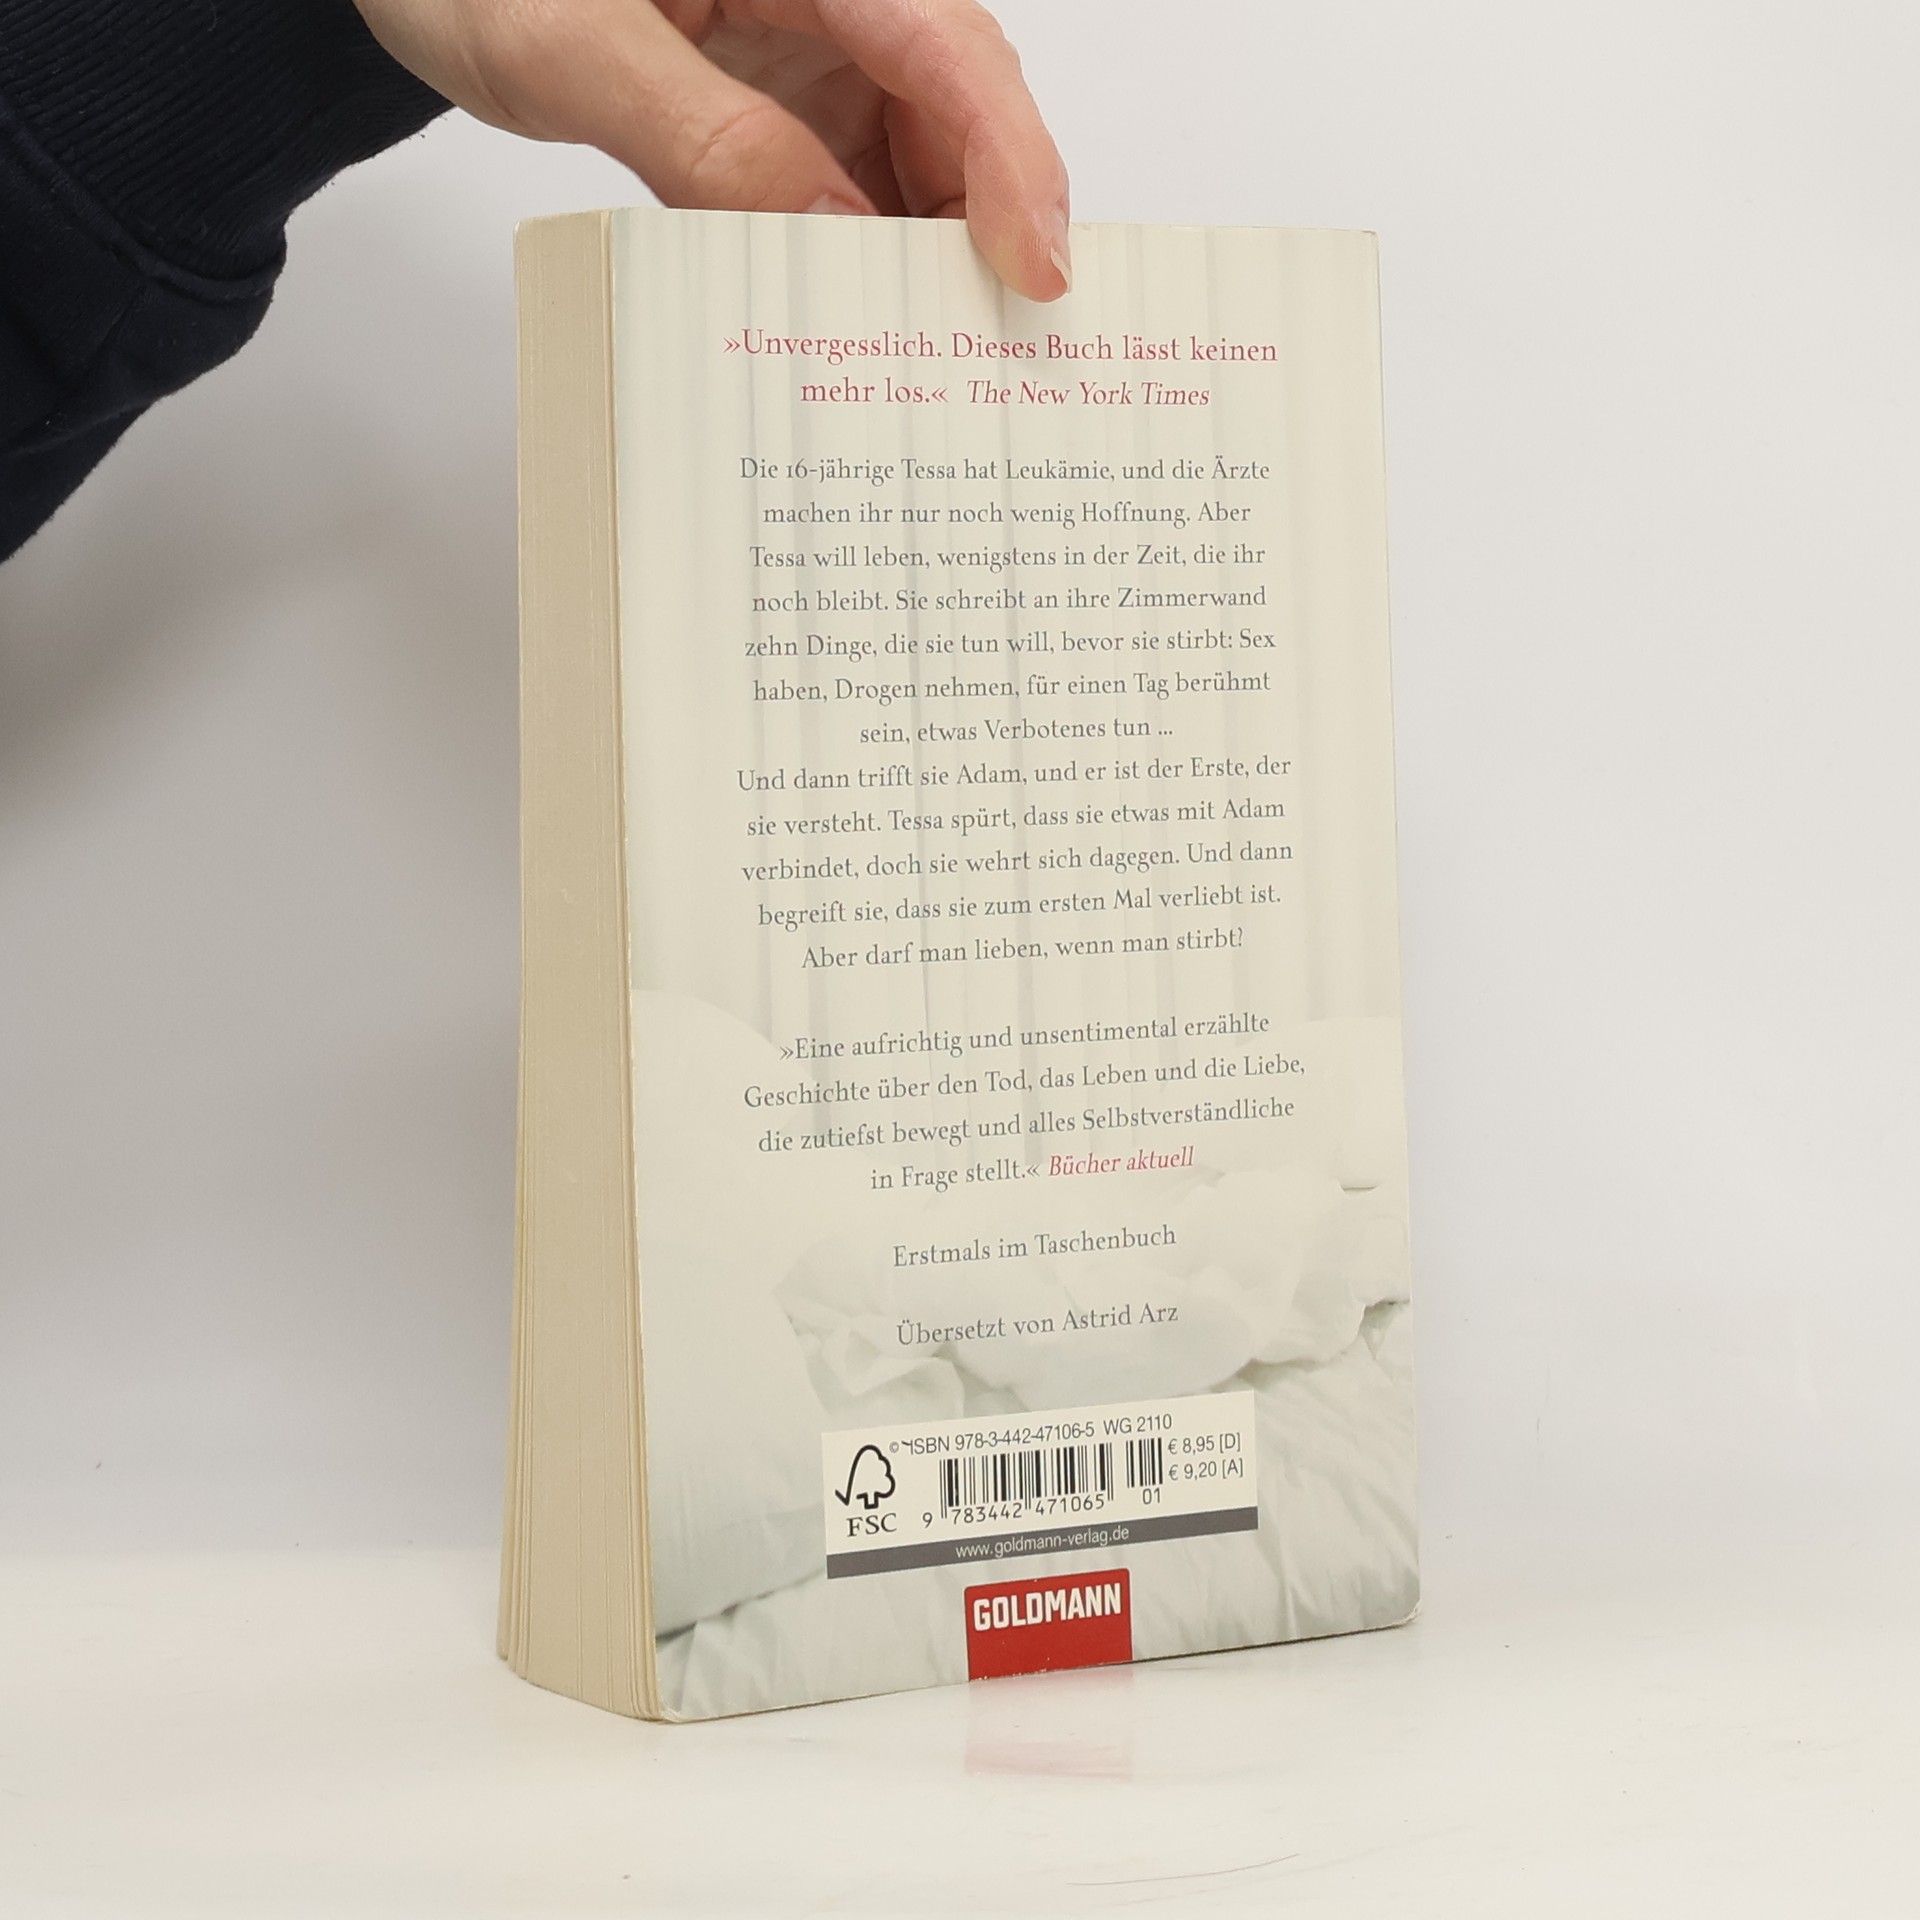 »Unvergesslich. Dieses Buch lässt keinen
mehr los.« The New York Times
Die 16-jährige Tessa hat Leukämie, und die Ärzte
machen ihr nur noch wenig Hoffnung. Aber
Tessa will leben, wenigstens in der Zeit, die ihr
noch bleibt. Sie schreibt an ihre Zimmerwand
zehn Dinge, die sie tun will, bevor sie stirbt: Sex
haben, Drogen nehmen, für einen Tag berühmt
sein, etwas Verbotenes tun ...
Und dann trifft sie Adam, und er ist der Erste, der
sie versteht. Tessa spürt, dass sie etwas mit Adam
verbindet, doch sie wehrt sich dagegen. Und dann
begreift sie, dass sie zum ersten Mal verliebt ist.
Aber darf man lieben, wenn man stirbt?
»Eine aufrichtig und unsentimental erzählte
Geschichte über den Tod, das Leben und die Liebe,
die zutiefst bewegt und alles Selbstverständliche
in Frage stellt.« Bücher aktuell
Erstmals im Taschenbuch
Übersetzt von Astrid Arz
ISBN 978-3-442-47106-5 WG 2110
€ 8,95 [D]
€ 9,20 [A]
FSC
9 783442 471065
01
www.goldmann-verlag.de
GOLDMANN